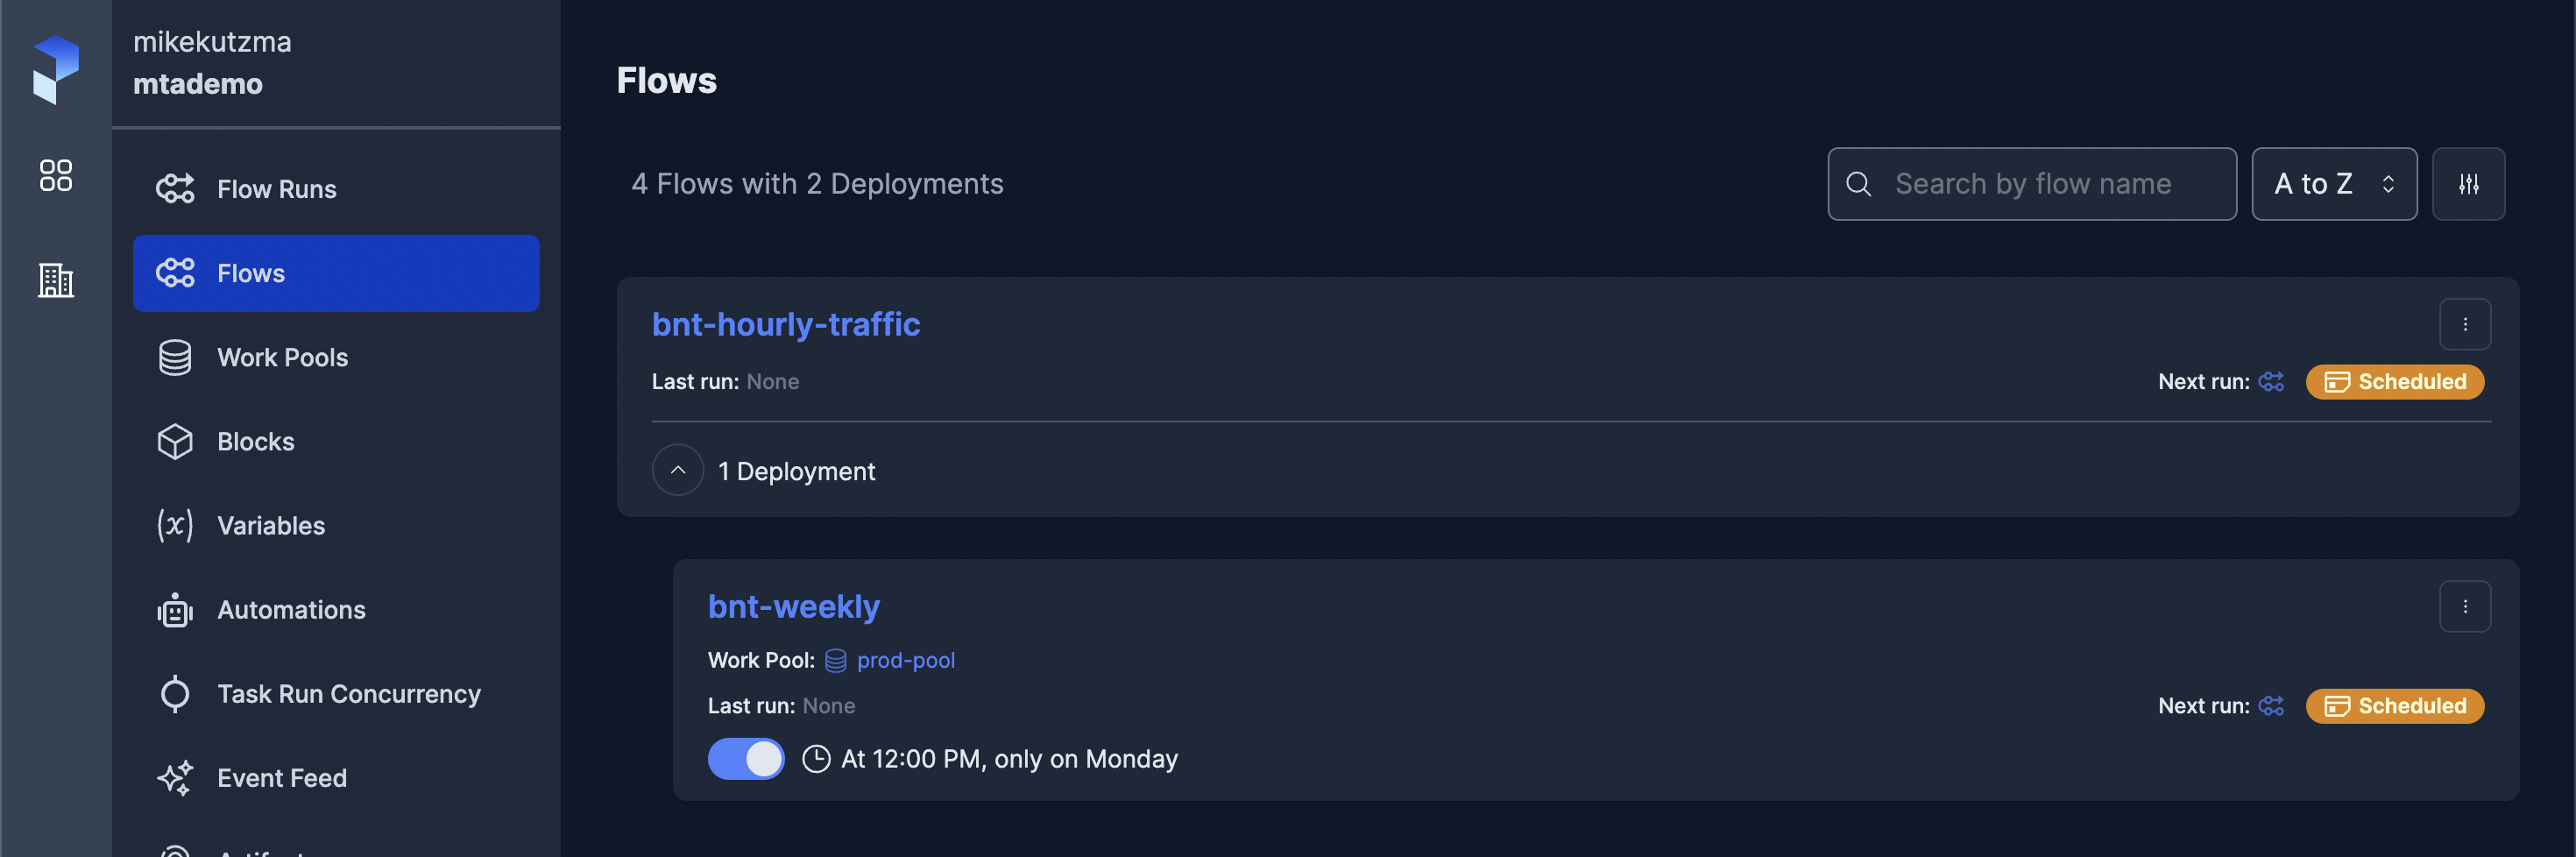 mikekutzma
mtademo
Flow Runs
Flows
Work Pools
Blocks
Variables
Automations
Task Run Concurrency
Event Feed
Flows
4 Flows with 2 Deployments
Search by flow name
A to Z
bnt-hourly-traffic
Last run: None
Next run: Scheduled
1 Deployment
bnt-weekly
Work Pool: prod-pool
Last run: None
Next run: Scheduled
At 12:00 PM, only on Monday